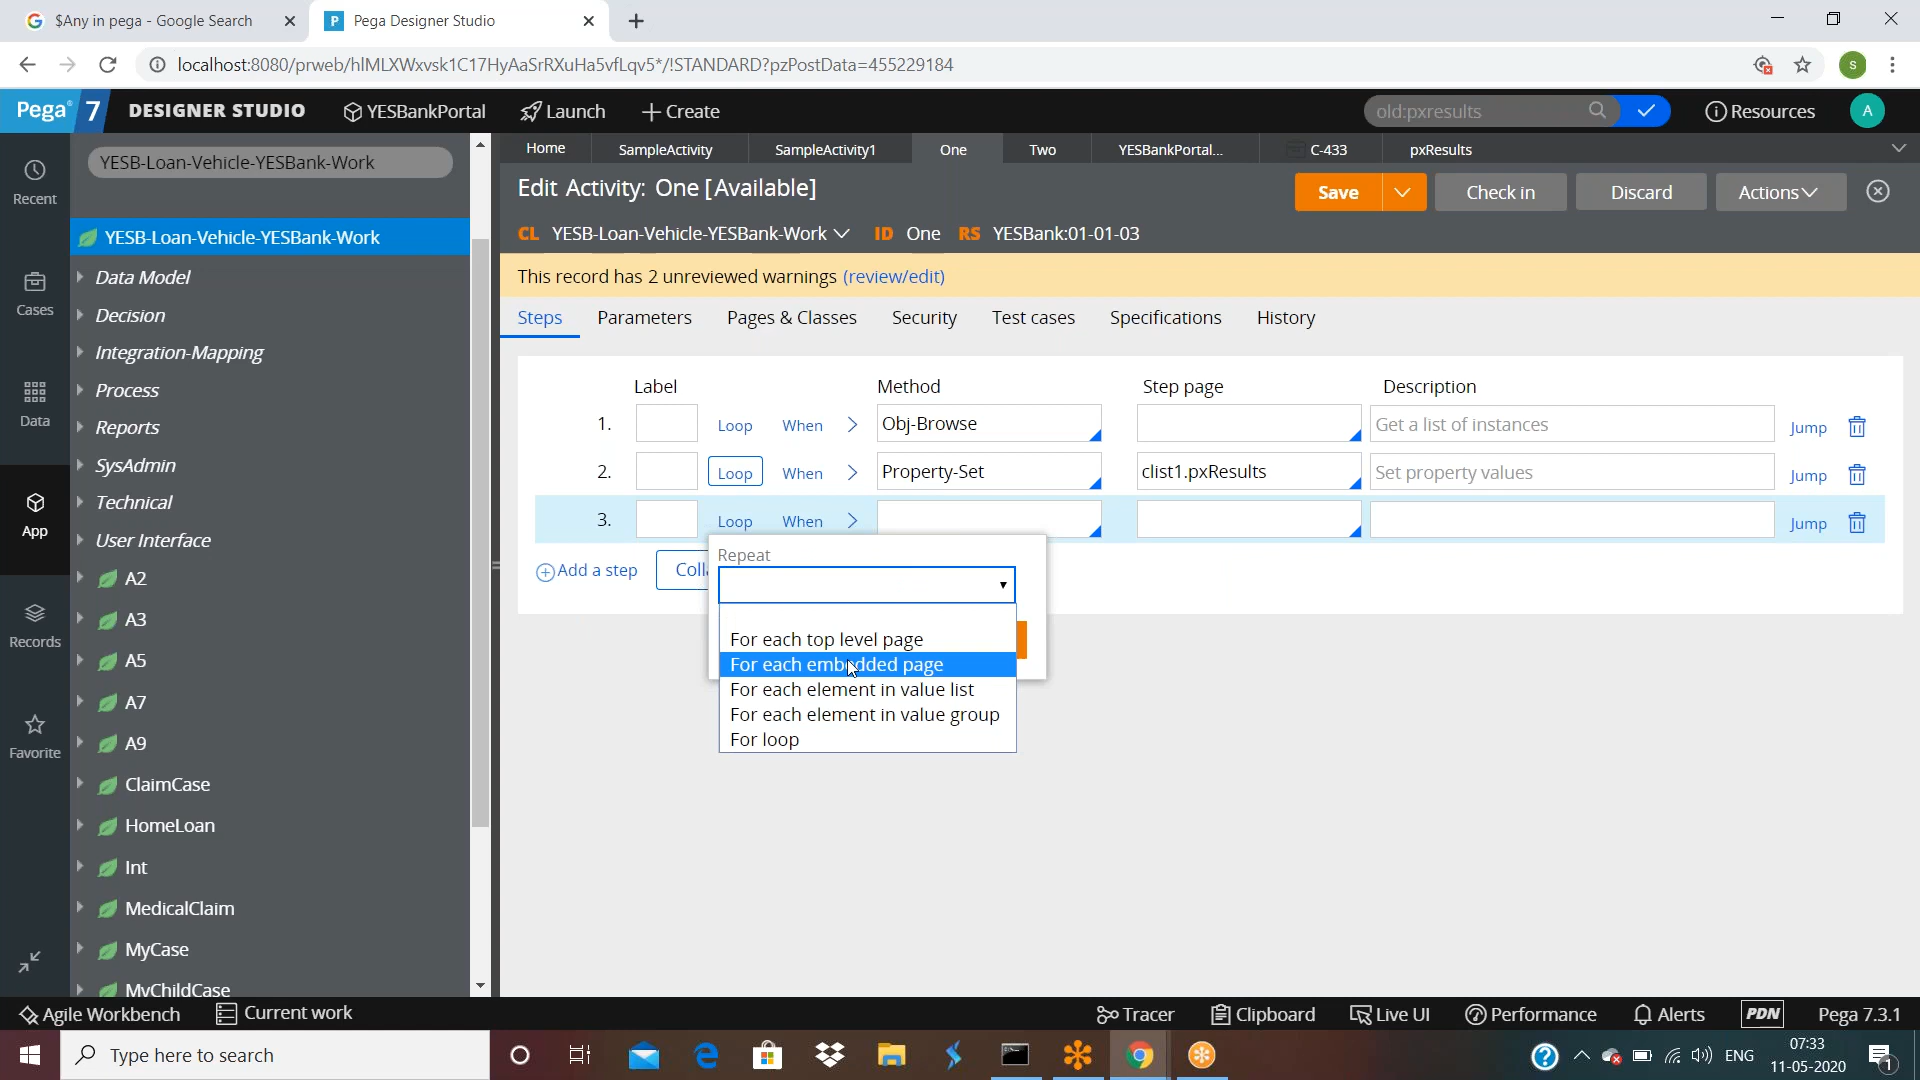 $Any in pega - Google Search
Pega Designer Studio
localhost:8080/prweb/hIMLXWxvsk1C17HyAaSrRXuHa5vfLqv5*/!STANDARD?pzPostData=455229184
S
Pega 7
DESIGNER STUDIO
YESBankPortal
Launch
Create
old:pxresults
Resources
A
Recent
Cases
Data
App
Records
Favorite
YESB-Loan-Vehicle-YESBank-Work
YESB-Loan-Vehicle-YESBank-Work
Data Model
Decision
Integration-Mapping
Process
Reports
SysAdmin
Technical
User Interface
A2
A3
A5
A7
A9
ClaimCase
HomeLoan
Int
MedicalClaim
MyCase
MyChildCase
Home SampleActivity SampleActivity1 One Two YESBankPortal... C-433 pxResults
Edit Activity: One [Available]
Save Check in Discard Actions
CL YESB-Loan-Vehicle-YESBank-Work ID One RS YESBank:01-01-03
This record has 2 unreviewed warnings (review/edit)
Steps Parameters Pages & Classes Security Test cases Specifications History
Label Method Step page Description
1. Loop When Obj-Browse Get a list of instances Jump
2. Loop When Property-Set clist1.pxResults Set property values Jump
3. Loop When Jump
Add a step Colla
Repeat
For each top level page
For each embedded page
For each element in value list
For each element in value group
For loop
Agile Workbench Current work Tracer Clipboard Live UI Performance Alerts PDN Pega 7.3.1
Type here to search
ENG
07:33
11-05-2020
1